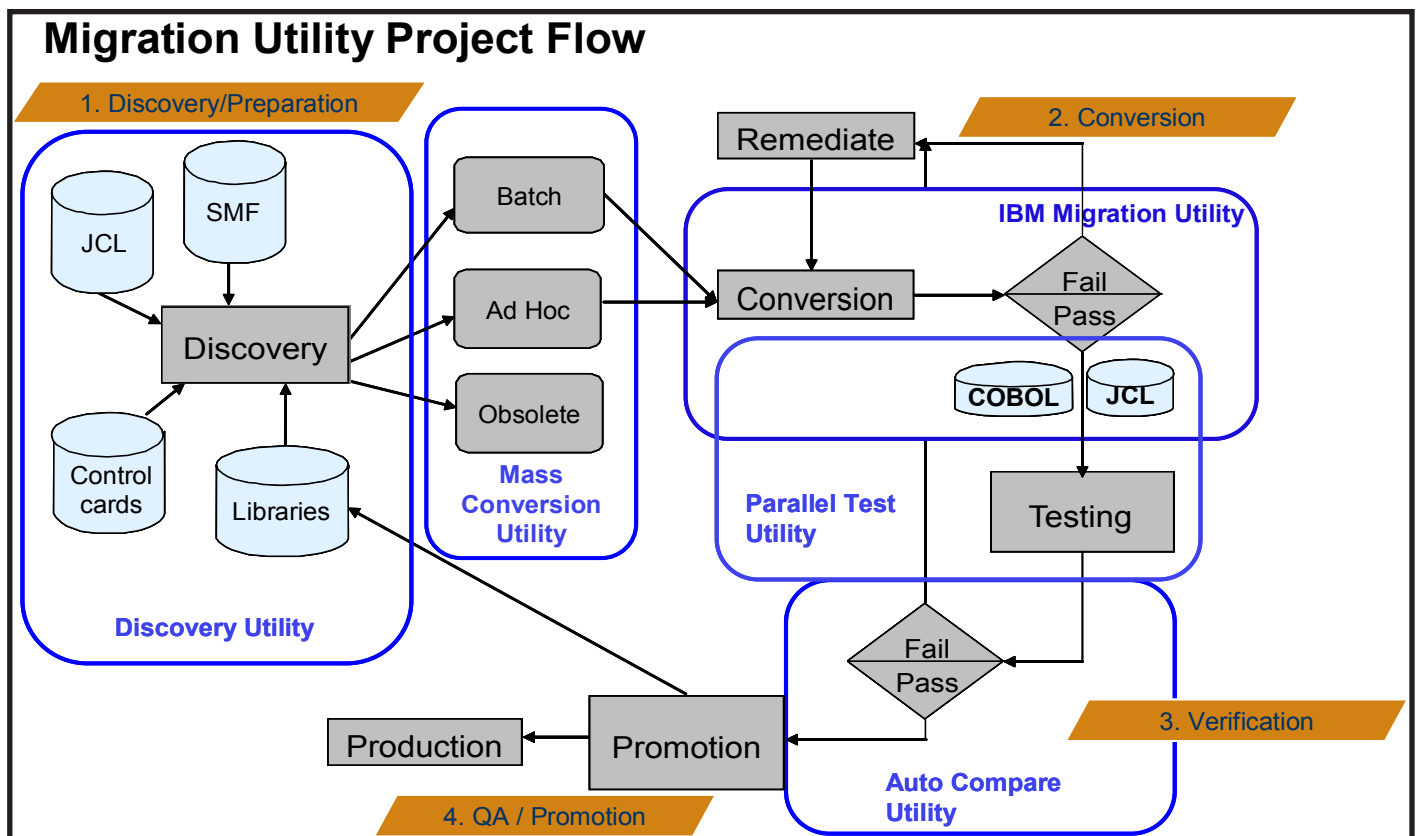 Migration Utility Project Flow
1. Discovery/Preparation
JCL
SMF
Discovery
Control
cards
Libraries
Discovery Utility
Batch
Ad Hoc
Obsolete
Mass
Conversion
Utility
2. Conversion
Remediate
IBM Migration Utility
Conversion
Fail
Pass
COBOL
JCL
Parallel Test
Utility
Testing
Fail
Pass
3. Verification
Production
Promotion
Auto Compare
Utility
4. QA / Promotion